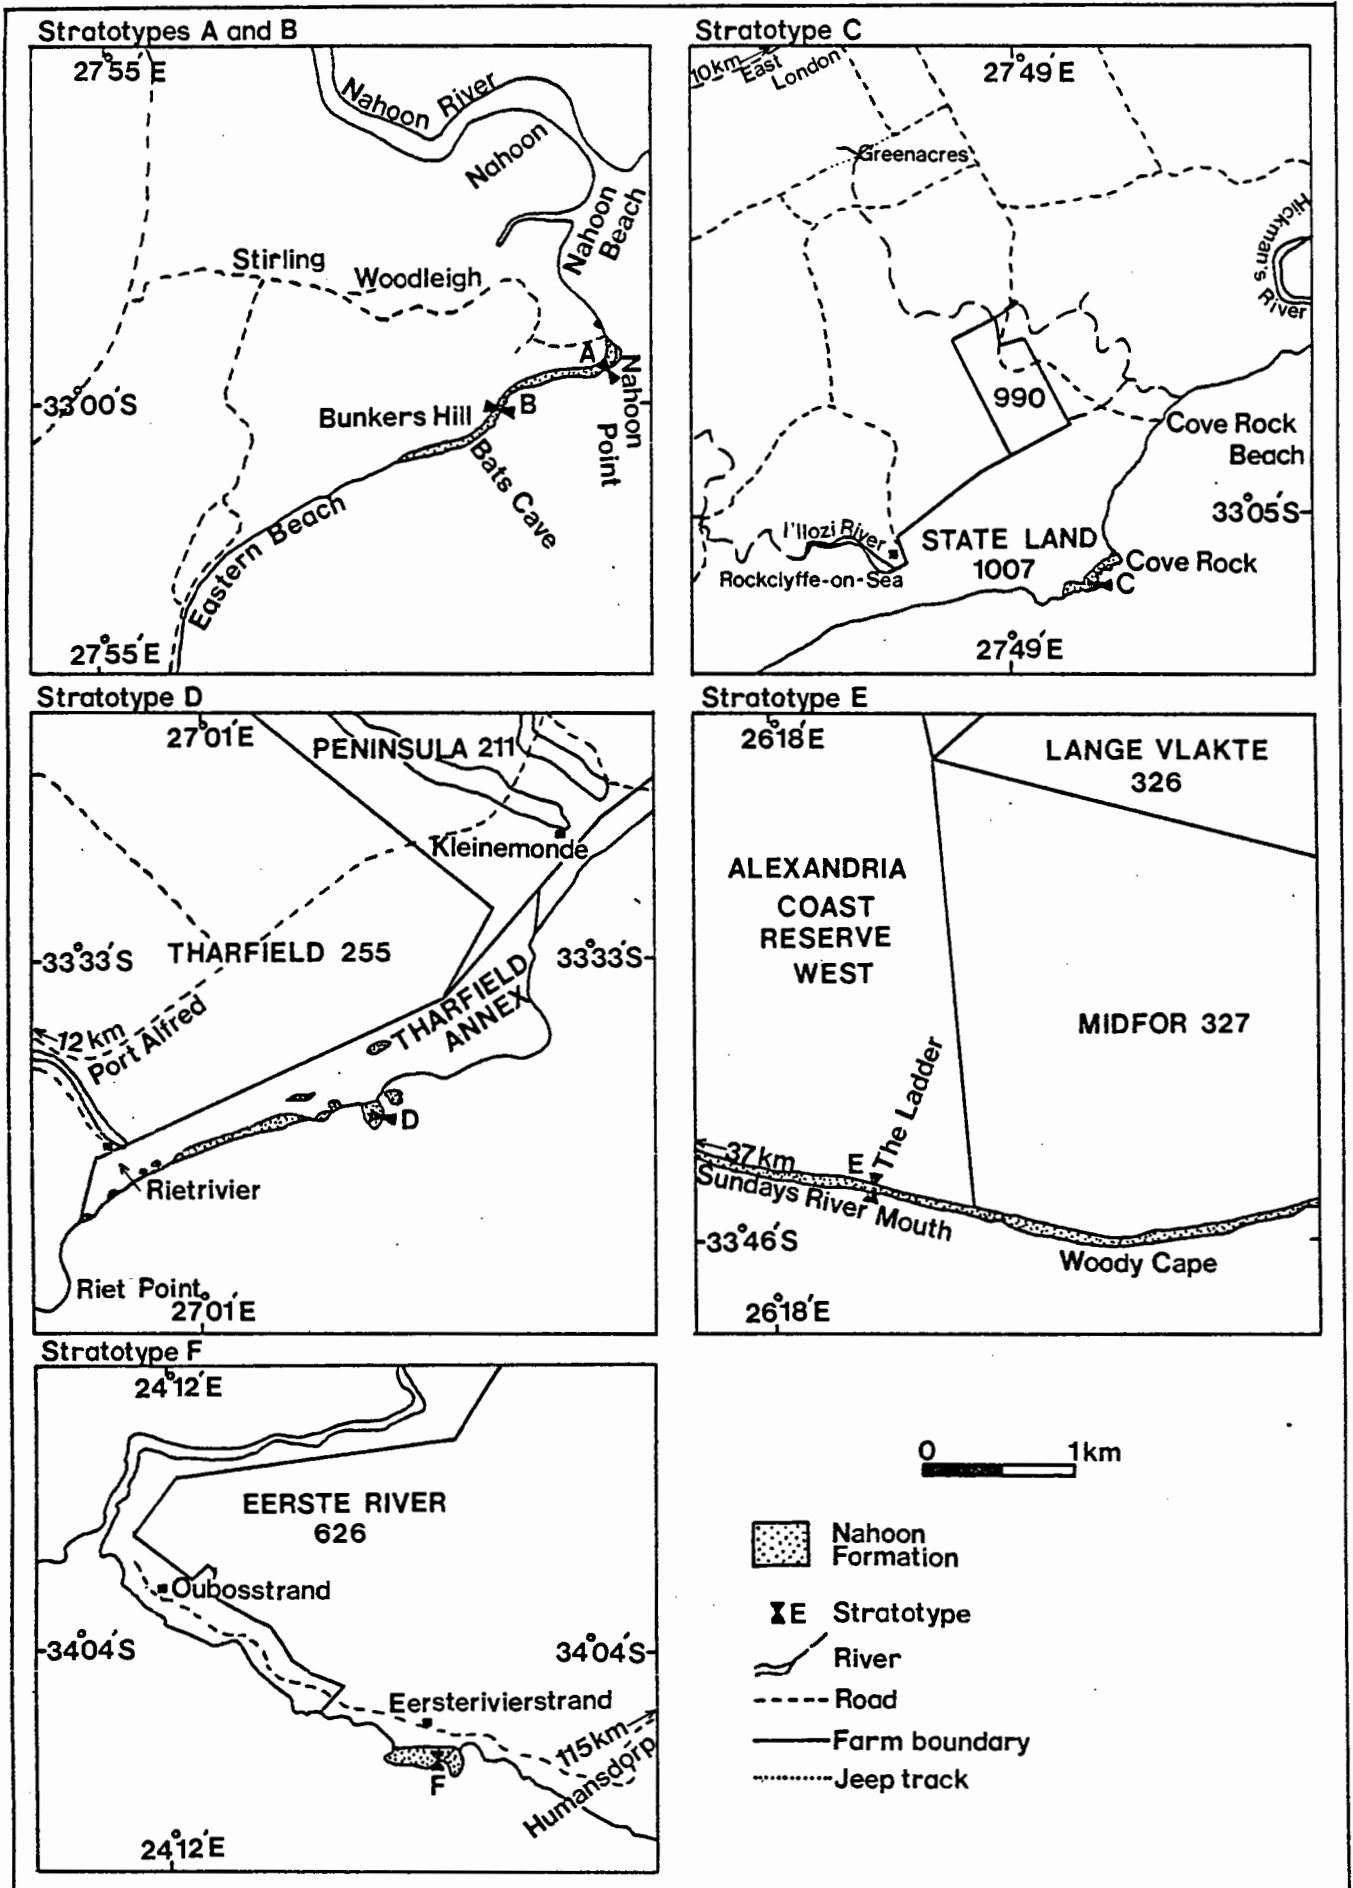 Stratotypes A and B
27°55'E
Nahoon River
Nahoon
Nahoon
Beach
Stirling
Woodleigh
A
Nahoon
Point
33°00'S
Bunkers Hill
B
Bats Cave
Eastern Beach
27°55'E
Stratotype C
10km East
London
27°49'E
Greenacres
Hickman's
River
990
Cove Rock
Beach
33°05'S
I'llozi River
STATE LAND
1007
Rockclyffe-on-Sea
Cove Rock
C
27°49'E
Stratotype D
27°01'E
PENINSULA 211
Kleinemonde
33°33'S
THARFIELD 255
33°33'S
THARFIELD
ANNEX
12km
Port Alfred
D
Rietrivier
Riet Point
27°01'E
Stratotype E
26°18'E
LANGE VLAKTE
326
ALEXANDRIA
COAST
RESERVE
WEST
MIDFOR 327
The Ladder
37km
E
Sundays River Mouth
33°46'S
Woody Cape
26°18'E
Stratotype F
24°12'E
EERSTE RIVER
626
Oubosstrand
34°04'S
34°04'S
Eersterivierstrand
115km
Humansdorp
F
24°12'E
0 1km
Nahoon
Formation
E Stratotype
River
Road
Farm boundary
Jeep track